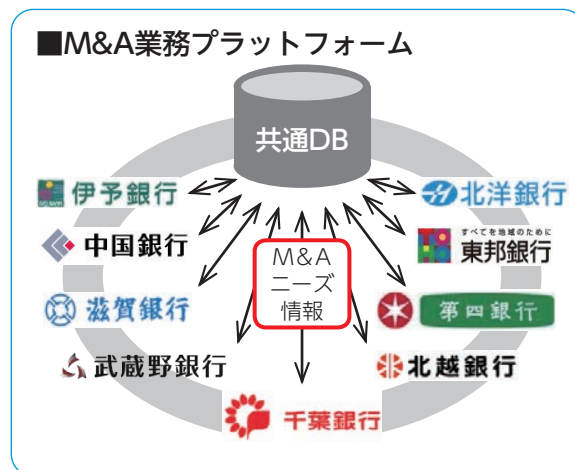 ■M&A業務プラットフォーム
共通DB
伊予銀行
北洋銀行
中国銀行
すべてを地域のために
東邦銀行
M&A
ニーズ
情報
滋賀銀行
第四銀行
武蔵野銀行
北越銀行
千葉銀行